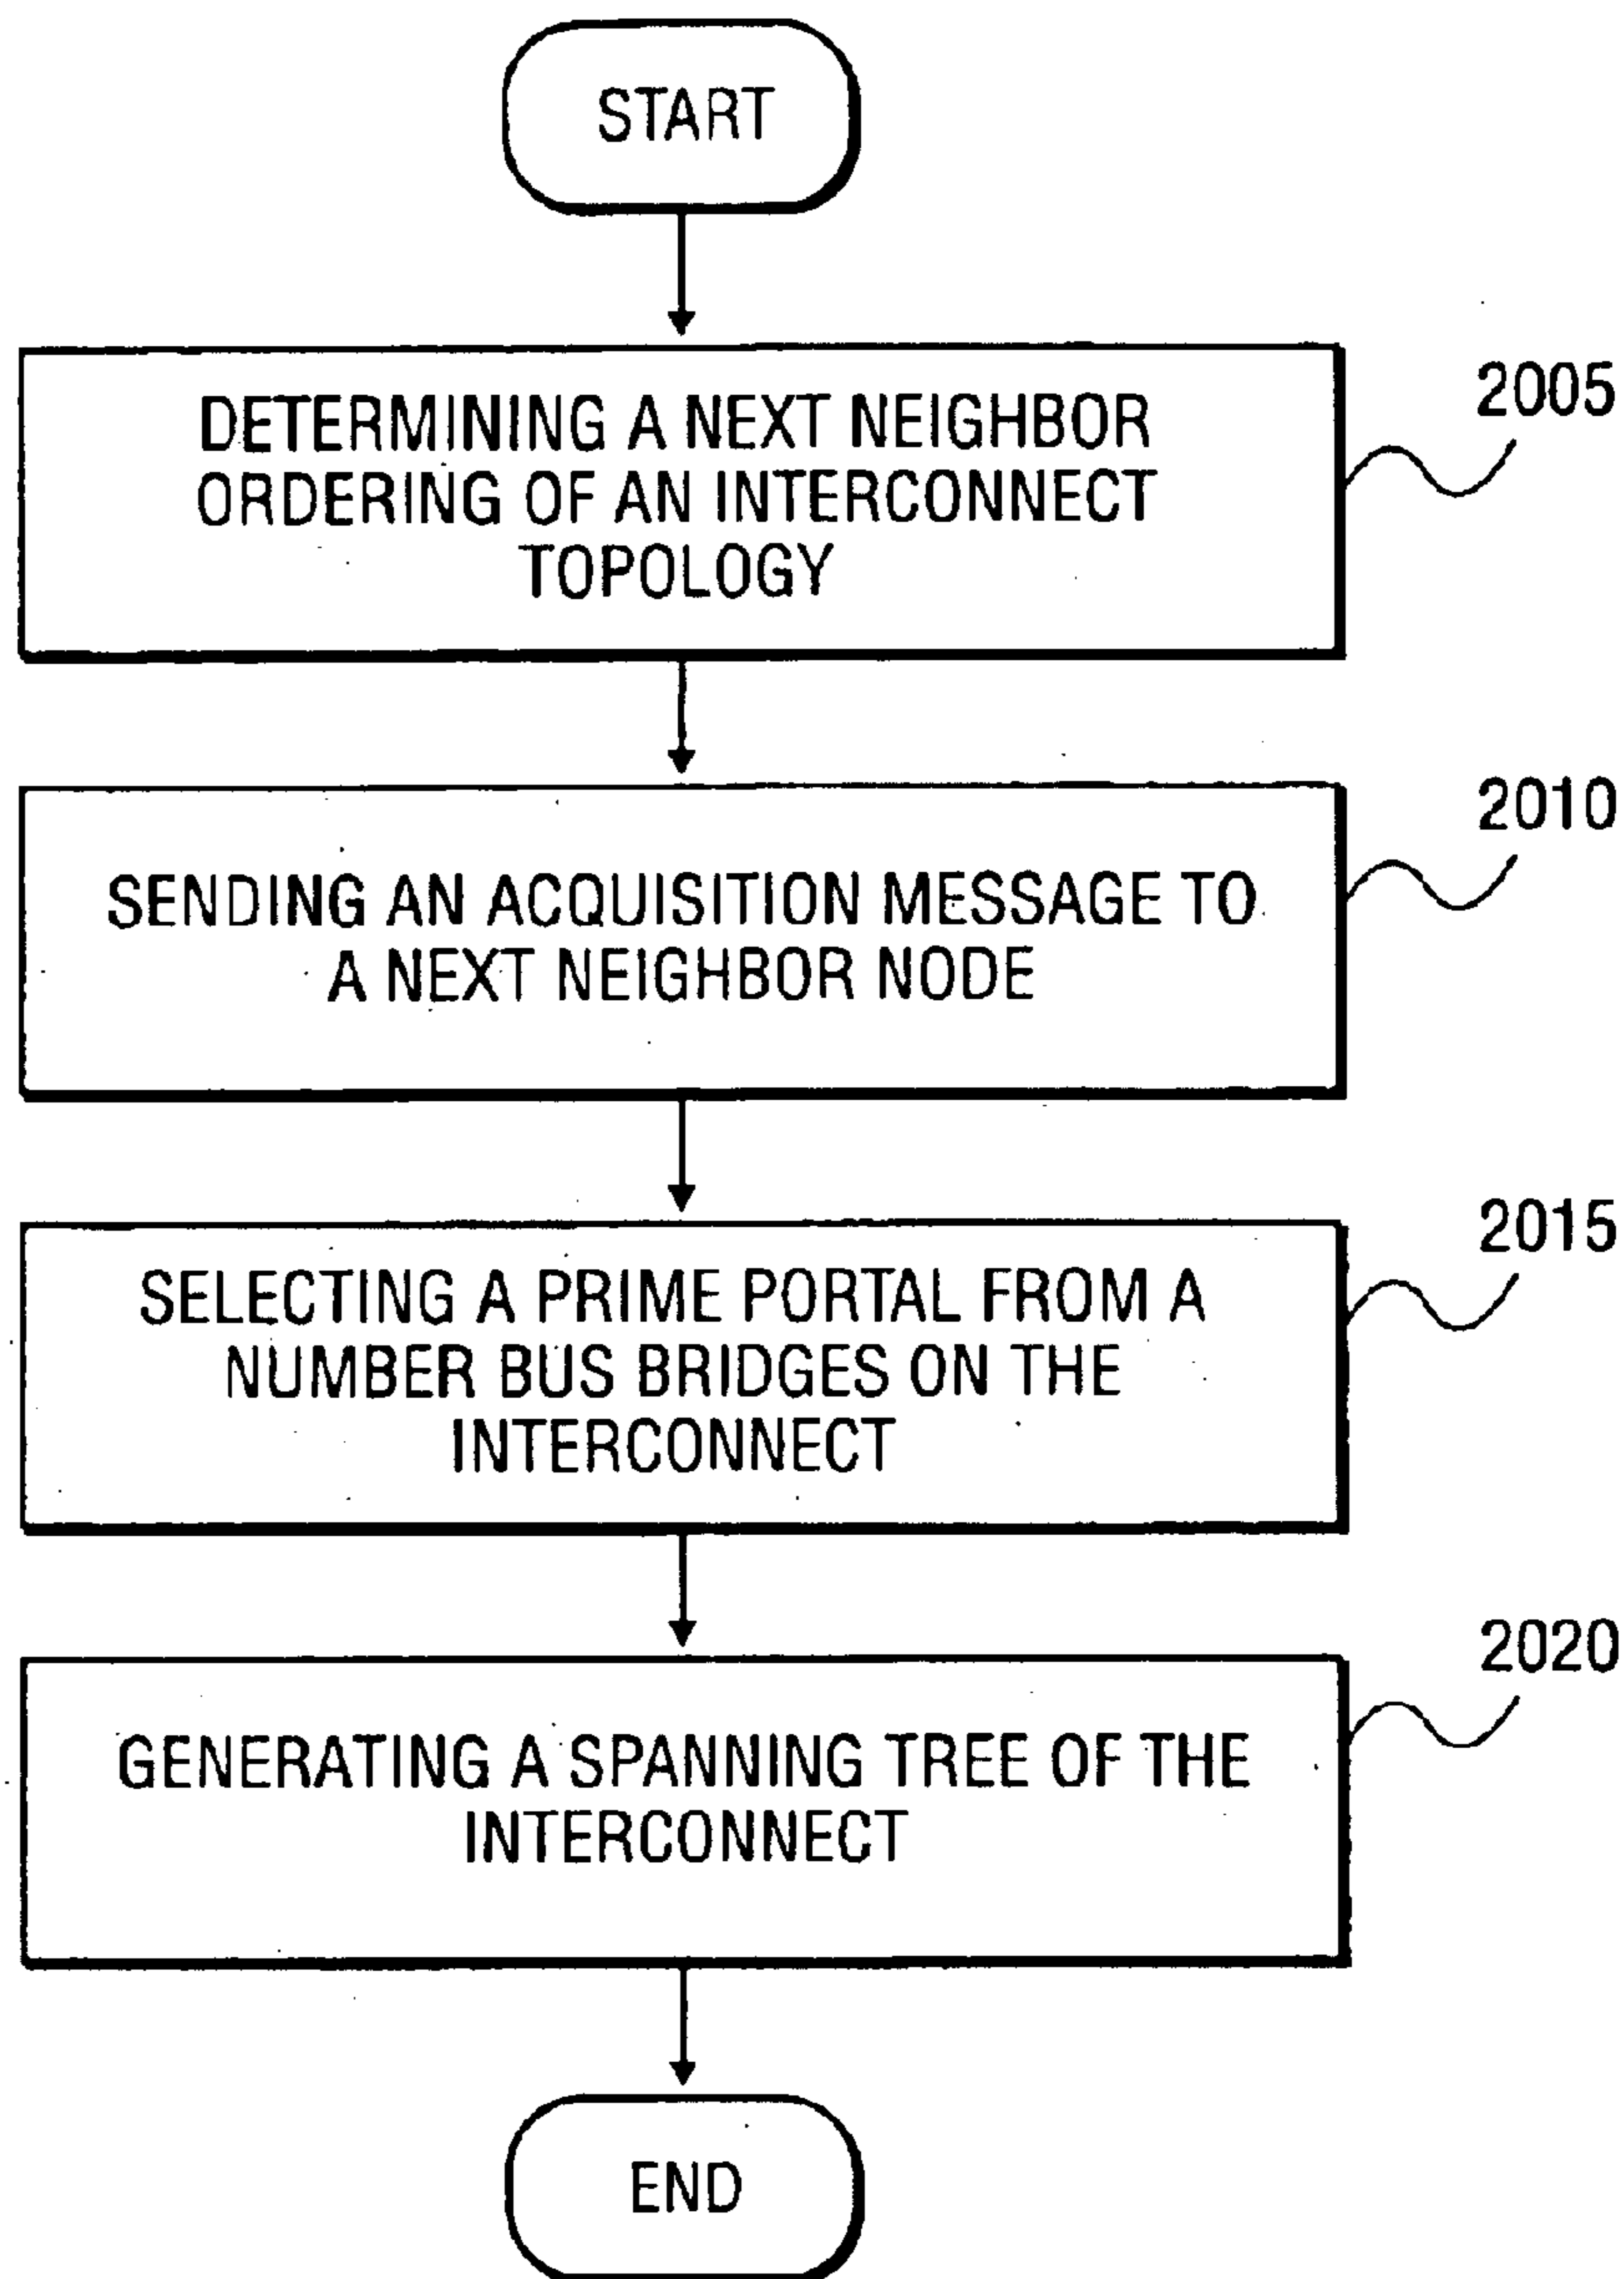 START
DETERMINING A NEXT NEIGHBOR
ORDERING OF AN INTERCONNECT
TOPOLOGY
2005
SENDING AN ACQUISITION MESSAGE TO
A NEXT NEIGHBOR NODE
2010
SELECTING A PRIME PORTAL FROM A
NUMBER BUS BRIDGES ON THE
INTERCONNECT
2015
GENERATING A SPANNING TREE OF THE
INTERCONNECT
2020
END